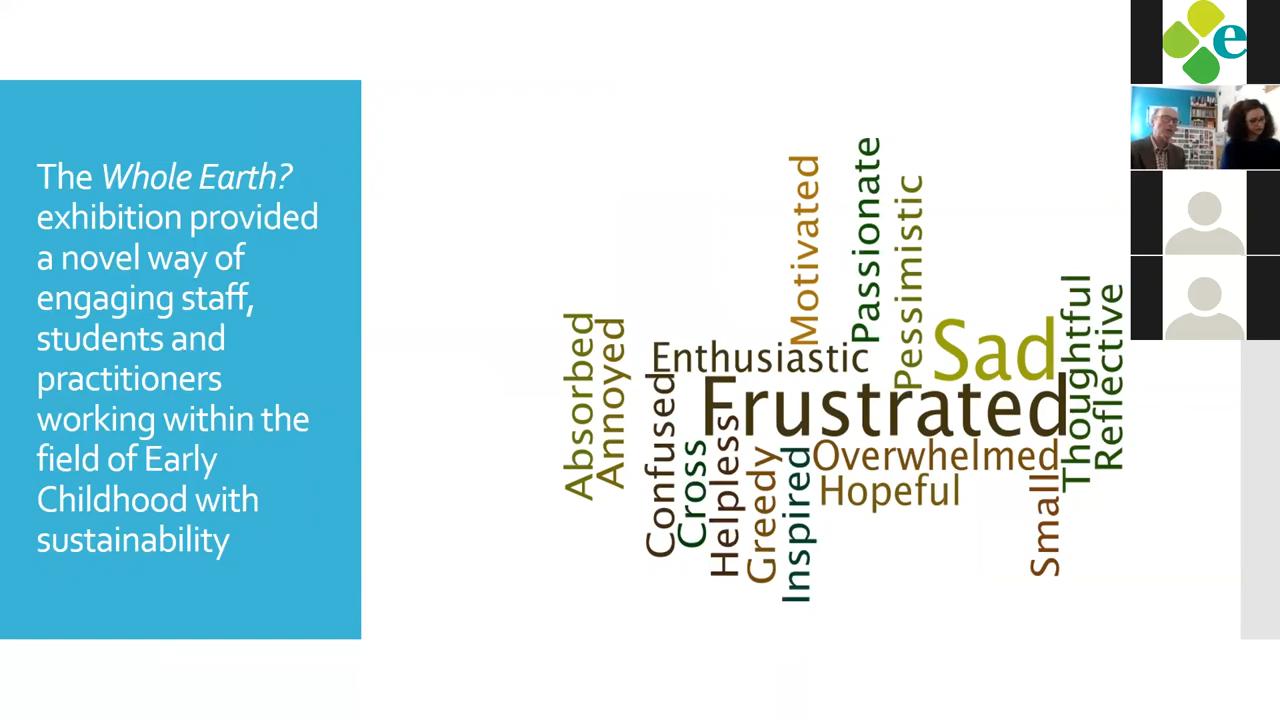 The Whole Earth?
exhibition provided
a novel way of
engaging staff,
students and
practitioners
working within the
field of Early
Childhood with
sustainability
Absorbed
Annoyed
Enthusiastic
Confused
Cross
Helpless
Greedy
Inspired
Motivated
Passionate
Pessimistic
Sad
Frustrated
Overwhelmed
Hopeful
Small
Thoughtful
Reflective
e